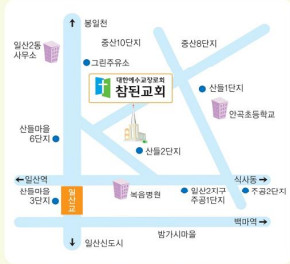 봉일천
일산2동
사무소
중산10단지
중산8단지
그린주유소
대한예수교장로회
참된교회
산들1단지
안곡초등학교
산들마을
6단지
산들2단지
←일산역
식사동→
산들마을
3단지
일산교
복음병원
일산2지구
주공1단지
주공2단지
백마역→
밤가시마을
일산신도시